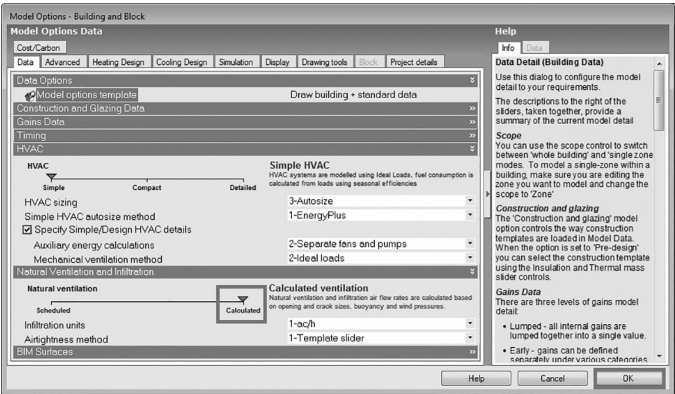 Model Options - Building and Block
Model Options Data
Cost/Carbon
Data Advanced Heating Design Cooling Design Simulation Display Drawing tools Block Project details
Data Options
Model options template Draw building + standard data
Construction and Glazing Data
Gains Data
Timing
HVAC
HVAC
Simple Compact Detailed
Simple HVAC
HVAC systems are modelled using Ideal Loads, fuel consumption is
calculated from loads using seasonal efficiencies
HVAC sizing 3-Autosize
Simple HVAC autosize method 1-EnergyPlus
Specify Simple/Design HVAC details
Auxiliary energy calculations 2-Separate fans and pumps
Mechanical ventilation method 2-Ideal loads
Natural Ventilation and Infiltration
Natural ventilation
Scheduled Calculated
Calculated ventilation
Natural ventilation and infiltration air flow rates are calculated based
on opening and crack sizes, buoyancy and wind pressures.
Infiltration units 1-ac/h
Airtightness method 1-Template slider
BIM Surfaces
Help
Info Data
Data Detail (Building Data)
Use this dialog to configure the model
detail to your requirements.
The descriptions to the right of the
sliders, taken together, provide a
summary of the current model detail
Scope
You can use the scope control to switch
between 'whole building' and 'single zone
modes. To model a single-zone within a
building, make sure you are editing the
zone you want to model and change the
scope to 'Zone'
Construction and glazing
The 'Construction and glazing' model
option controls the way construction
templates are loaded in Model Data.
When the option is set to 'Pre-design'
you can select the construction template
using the Insulation and Thermal mass
slider controls.
Gains Data
There are three levels of gains model
detail:
• Lumped - all internal gains are
lumped together into a single value.
• Early - gains can be defined
separately under various categories
Help Cancel OK